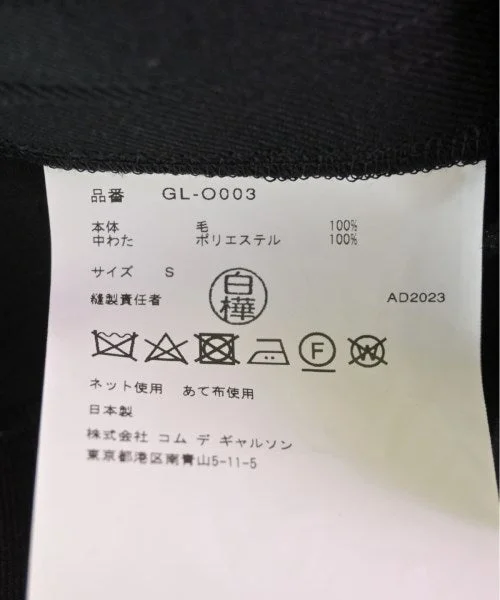 品番 GL-O003
本体 毛 100%
中わた ポリエステル 100%
サイズ S
白樺
縫製責任者 AD2023
F W
ネット使用 あて布使用
日本製
株式会社 コム デ ギャルソン
東京都港区南青山5-11-5